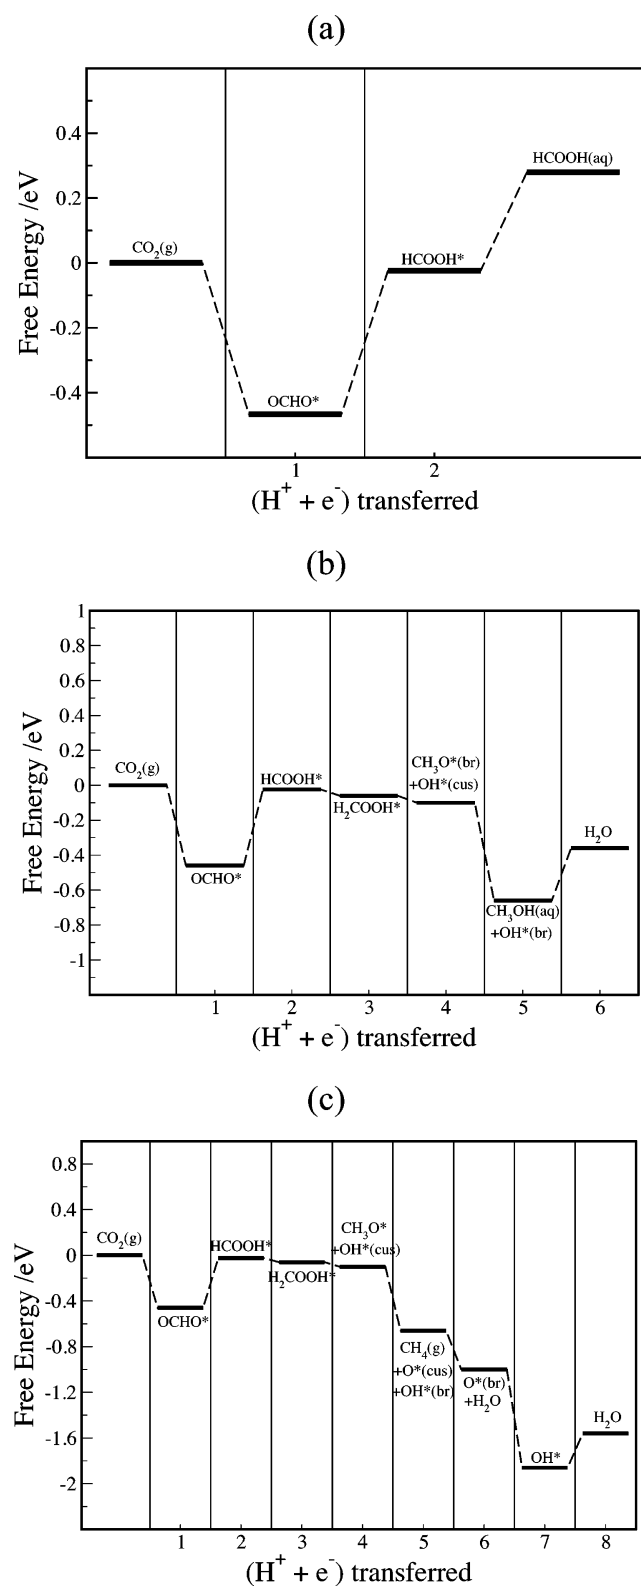 (a)
Free Energy /eV
0.4
0.2
0
-0.2
-0.4
CO₂(g)
OCHO*
HCOOH*
HCOOH(aq)
1
2
(H⁺ + e⁻) transferred
(b)
Free Energy /eV
1
0.8
0.6
0.4
0.2
0
-0.2
-0.4
-0.6
-0.8
-1
CO₂(g)
OCHO*
HCOOH*
H₂COOH*
CH₃O*(br)
+OH*(cus)
CH₃OH(aq)
+OH*(br)
H₂O
1
2
3
4
5
6
(H⁺ + e⁻) transferred
(c)
Free Energy /eV
0.8
0.4
0
-0.4
-0.8
-1.2
-1.6
-2
CO₂(g)
OCHO*
HCOOH*
H₂COOH*
CH₃O*
+OH*(cus)
CH₄(g)
+O*(cus)
+OH*(br)
O*(br)
+H₂O
OH*
H₂O
1
2
3
4
5
6
7
8
(H⁺ + e⁻) transferred